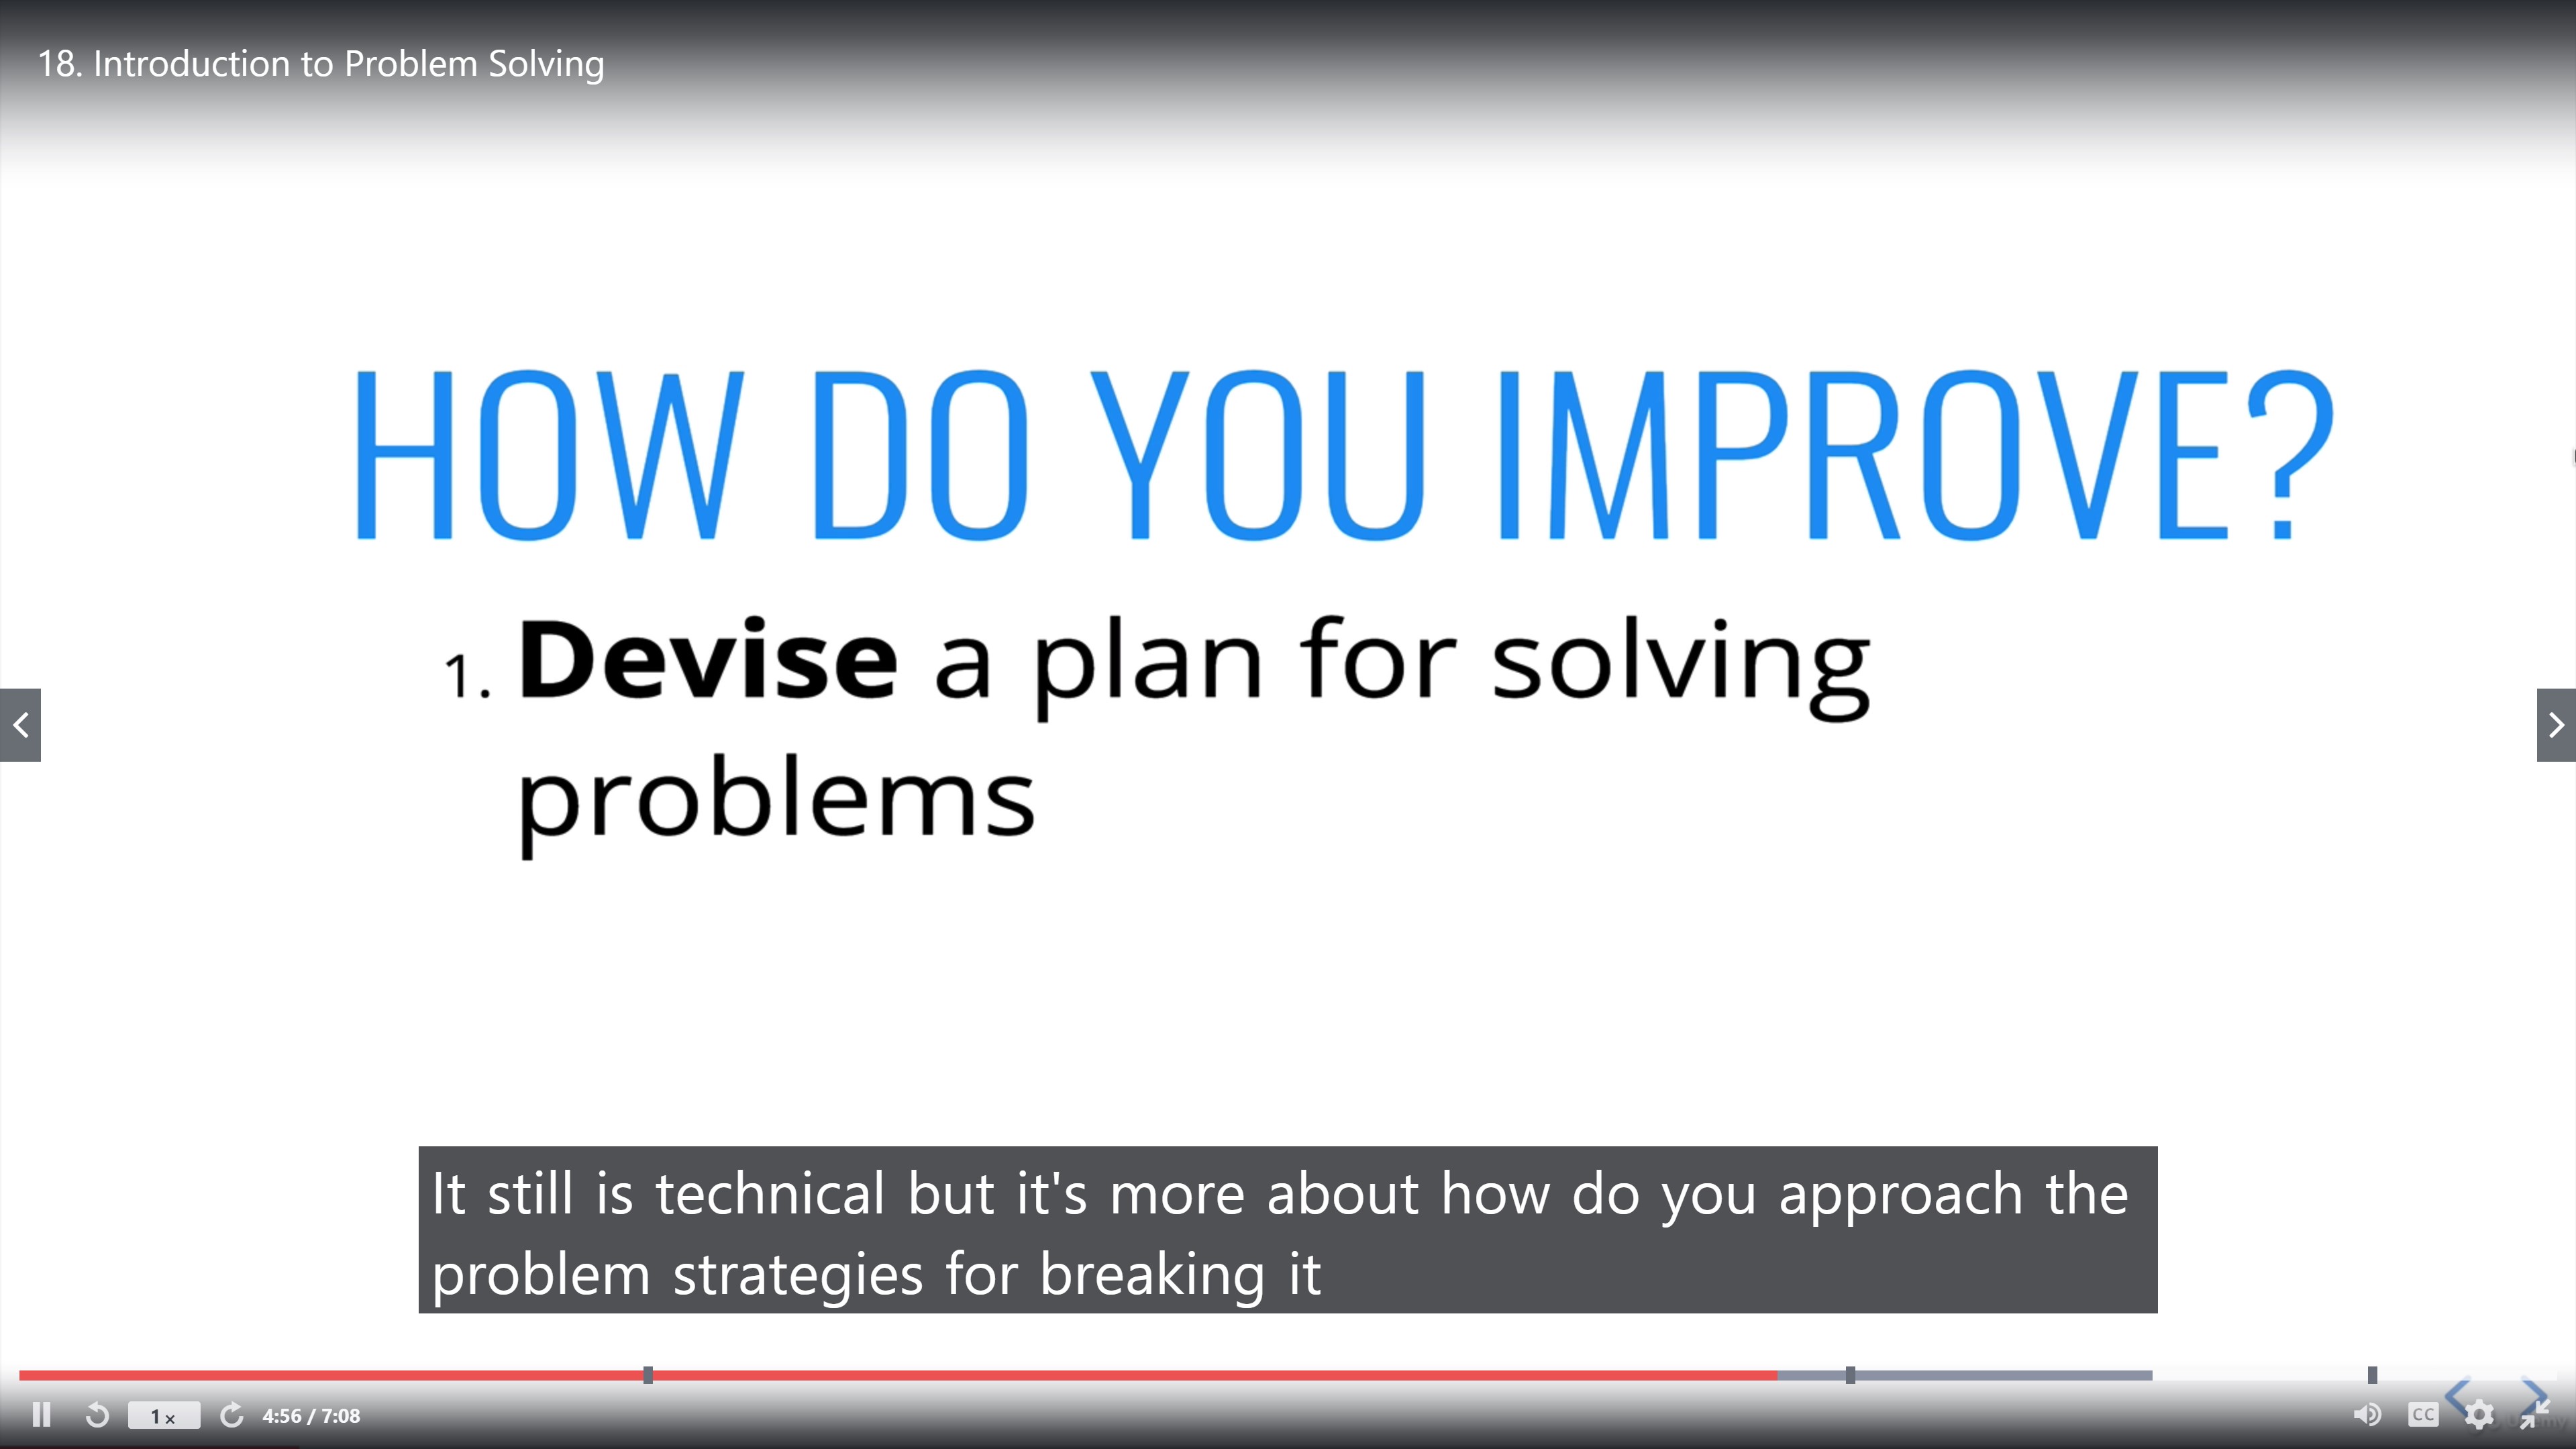 18. Introduction to Problem Solving
HOW DO YOU IMPROVE?
1. Devise a plan for solving
problems
It still is technical but it's more about how do you approach the
problem strategies for breaking it
1 x
4:56 / 7:08
CC